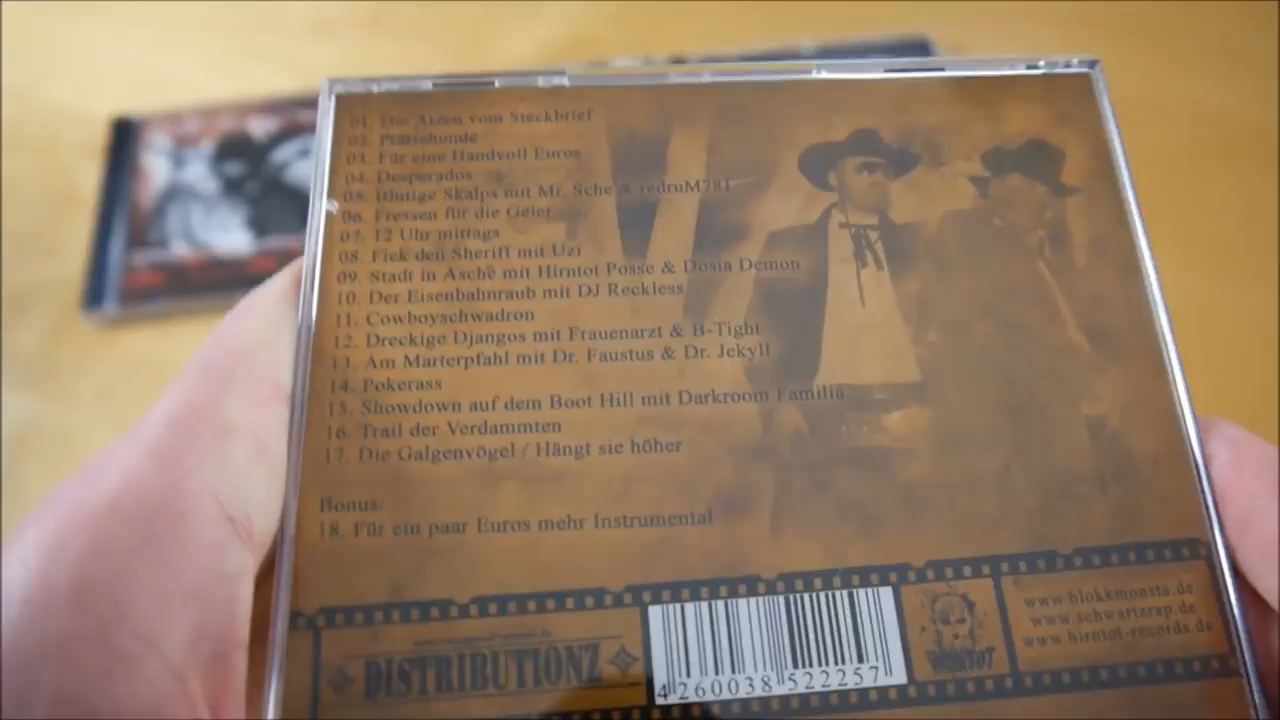 01. Die Atzen vom Steckbrief
02. Präriehunde
03. Für eine Handvoll Euros
04. Desperados
05. Blutige Skalps mit Mr. Sche & redruM781
06. Fressen für die Geier
07. 12 Uhr mittags
08. Fick den Sheriff mit Uzi
09. Stadt in Asche mit Hirntot Posse & Dosia Demon
10. Der Eisenbahnraub mit DJ Reckless
11. Cowboyschwadron
12. Dreckige Djangos mit Frauenarzt & B-Tight
13. Am Marterpfahl mit Dr. Faustus & Dr. Jekyll
14. Pokerass
15. Showdown auf dem Boot Hill mit Darkroom Familia
16. Trail der Verdammten
17. Die Galgenvögel / Hängt sie höher
Bonus:
18. Für ein paar Euros mehr Instrumental
DISTRIBUTIONZ
4 260038 522257
HIRNTOT
www.blokkmonsta.de
www.schwartzrap.de
www.hirntot-records.de